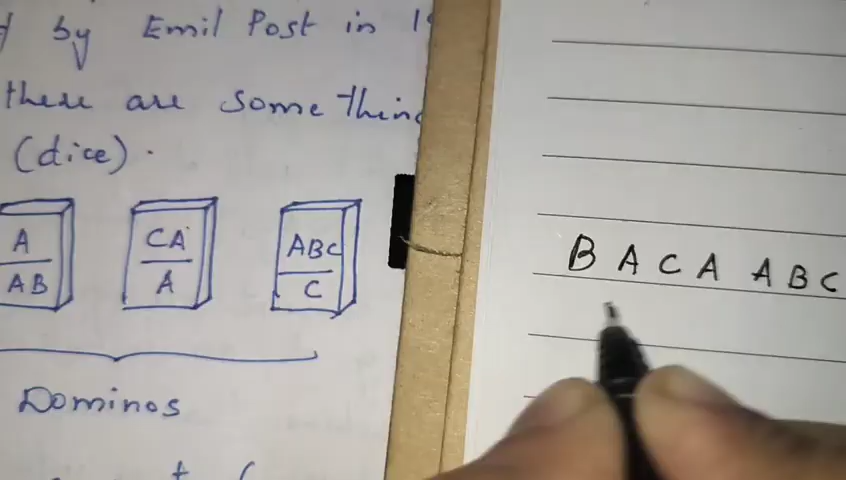 by Emil Post in
there are some
(dice).
A CA ABC
AB A C
Dominos
B A C A A B C